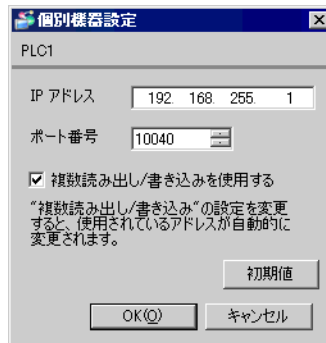 個別機器設定
PLC1
IP アドレス 192. 168. 255. 1
ポート番号 10040
複数読み出し/書き込みを使用する
"複数読み出し/書き込み"の設定を変更
すると、使用されているアドレスが自動的に
変更されます。
初期値
OK(O) キャンセル